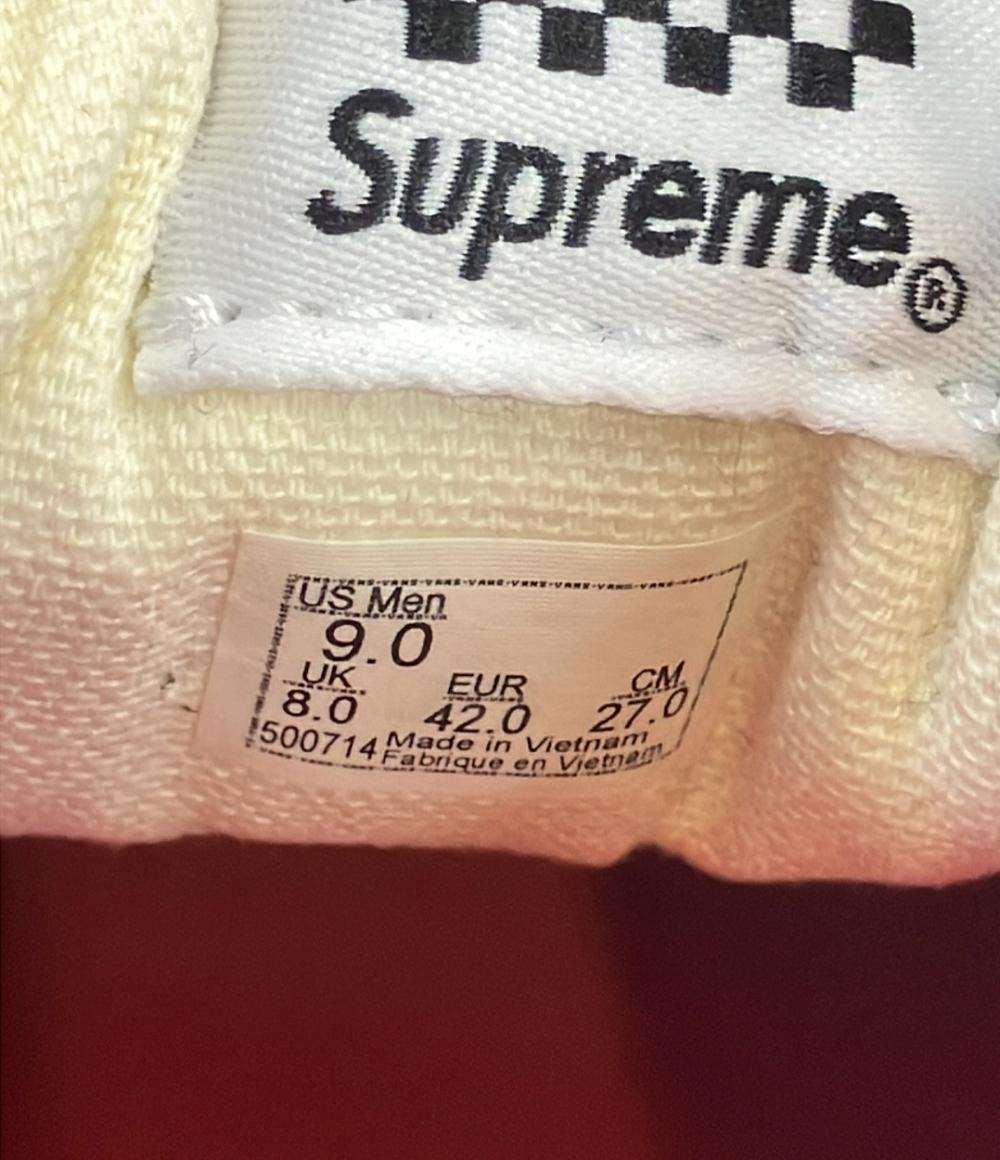 Supreme®
US Men
9.0
UK EUR CM
8.0 42.0 27.0
500714 Made in Vietnam
Fabrique en Vietnam